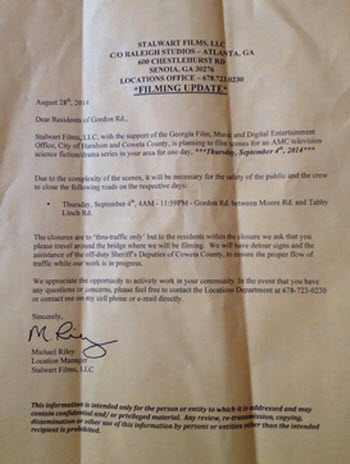 STALWART FILMS, LLC
C/O RALEIGH STUDIOS – ATLANTA, GA
600 CHESTLEHURST RD
SENOIA, GA 30276
LOCATIONS OFFICE – 678.723.0230
*FILMING UPDATE*
August 28th, 2014
Dear Residents of Gordon Rd.,
Stalwart Films, LLC, with the support of the Georgia Film, Music and Digital Entertainment
Office, City of Haralson and Coweta County, is planning to film scenes for an AMC television
science fiction/drama series in your area for one day, ***Thursday, September 4th, 2014***
Due to the complexity of the scenes, it will be necessary for the safety of the public and the crew
to close the following roads on the respective days:
• Thursday, September 4th, 4AM - 11:59PM - Gordon Rd. between Moore Rd. and Tabby
Linch Rd.
The closures are to 'thru-traffic only' but to the residents within the closure we ask that you
please travel around the bridge where we will be filming. We will have detour signs and the
assistance of the off-duty Sheriff's Deputies of Coweta County, to ensure the proper flow of
traffic while our work is in progress.
We appreciate the opportunity to actively work in your community. In the event that you have
any questions or concerns, please feel free to contact the Locations Department at 678-723-0230
or contact me on my cell phone or e-mail directly.
Sincerely,
M. Riley
Michael Riley
Location Manager
Stalwart Films, LLC
This information is intended only for the person or entity to which it is addressed and may
contain confidential and/or privileged material. Any review, re-transmission, copying,
dissemination or other use of this information by persons or entities other than the intended
recipient is prohibited.